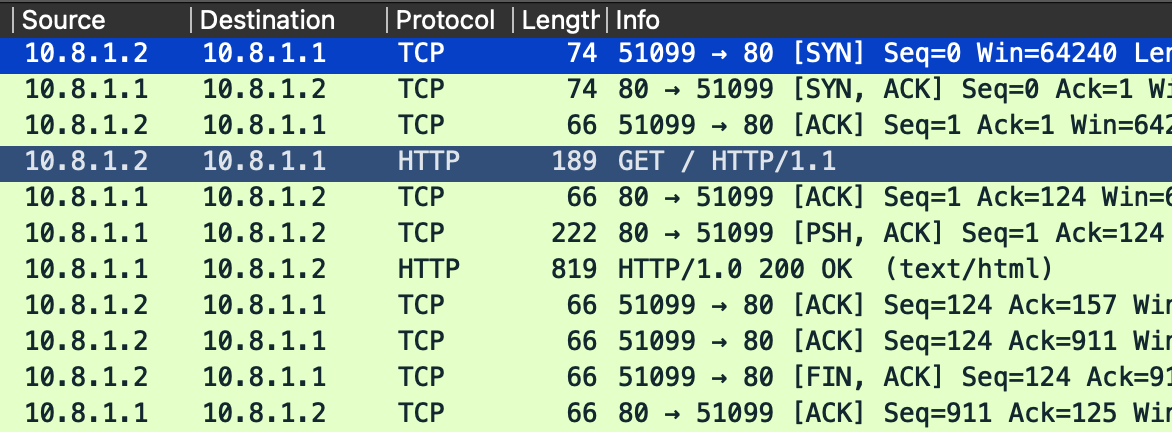 Source Destination Protocol Length Info
10.8.1.2 10.8.1.1 TCP 74 51099 → 80 [SYN] Seq=0 Win=64240 Len
10.8.1.1 10.8.1.2 TCP 74 80 → 51099 [SYN, ACK] Seq=0 Ack=1 Wi
10.8.1.2 10.8.1.1 TCP 66 51099 → 80 [ACK] Seq=1 Ack=1 Win=642
10.8.1.2 10.8.1.1 HTTP 189 GET / HTTP/1.1
10.8.1.1 10.8.1.2 TCP 66 80 → 51099 [ACK] Seq=1 Ack=124 Win=6
10.8.1.1 10.8.1.2 TCP 222 80 → 51099 [PSH, ACK] Seq=1 Ack=124
10.8.1.1 10.8.1.2 HTTP 819 HTTP/1.0 200 OK (text/html)
10.8.1.2 10.8.1.1 TCP 66 51099 → 80 [ACK] Seq=124 Ack=157 Win
10.8.1.2 10.8.1.1 TCP 66 51099 → 80 [ACK] Seq=124 Ack=911 Win
10.8.1.2 10.8.1.1 TCP 66 51099 → 80 [FIN, ACK] Seq=124 Ack=91
10.8.1.1 10.8.1.2 TCP 66 80 → 51099 [ACK] Seq=911 Ack=125 Win